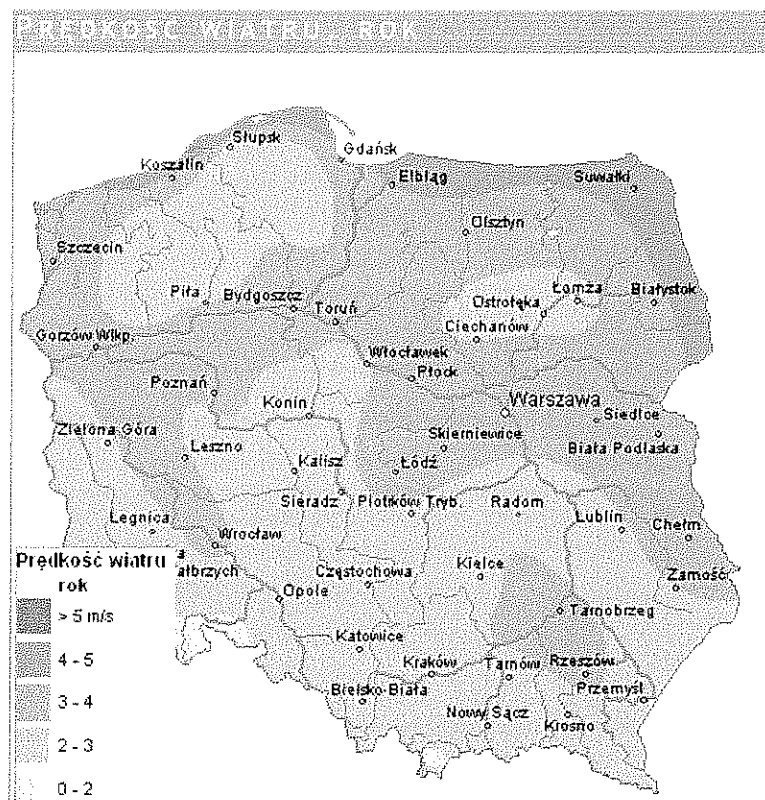 PRĘDKOŚĆ WIATRU, ROK
Słupsk
Gdańsk
Koszalin
Elbląg
Suwałki
Olsztyn
Szczecin
Piła
Bydgoszcz
Toruń
Ostrołęka
Łomża
Białystok
Ciechanów
Gorzów Wlkp.
Włocławek
Płock
Poznań
Konin
Warszawa
Siedlce
Zielona Góra
Leszno
Kalisz
Skierniewice
Biała Podlaska
Łódź
Sieradz
Piotrków Tryb.
Radom
Legnica
Lublin
Chełm
Wrocław
ałbrzych
Opole
Częstochowa
Kielce
Zamość
Tarnobrzeg
Katowice
Kraków
Tarnów
Rzeszów
Bielsko-Biała
Przemyśl
Nowy Sącz
Krosno
Prędkość wiatru
rok
> 5 m/s
4 - 5
3 - 4
2 - 3
0 - 2